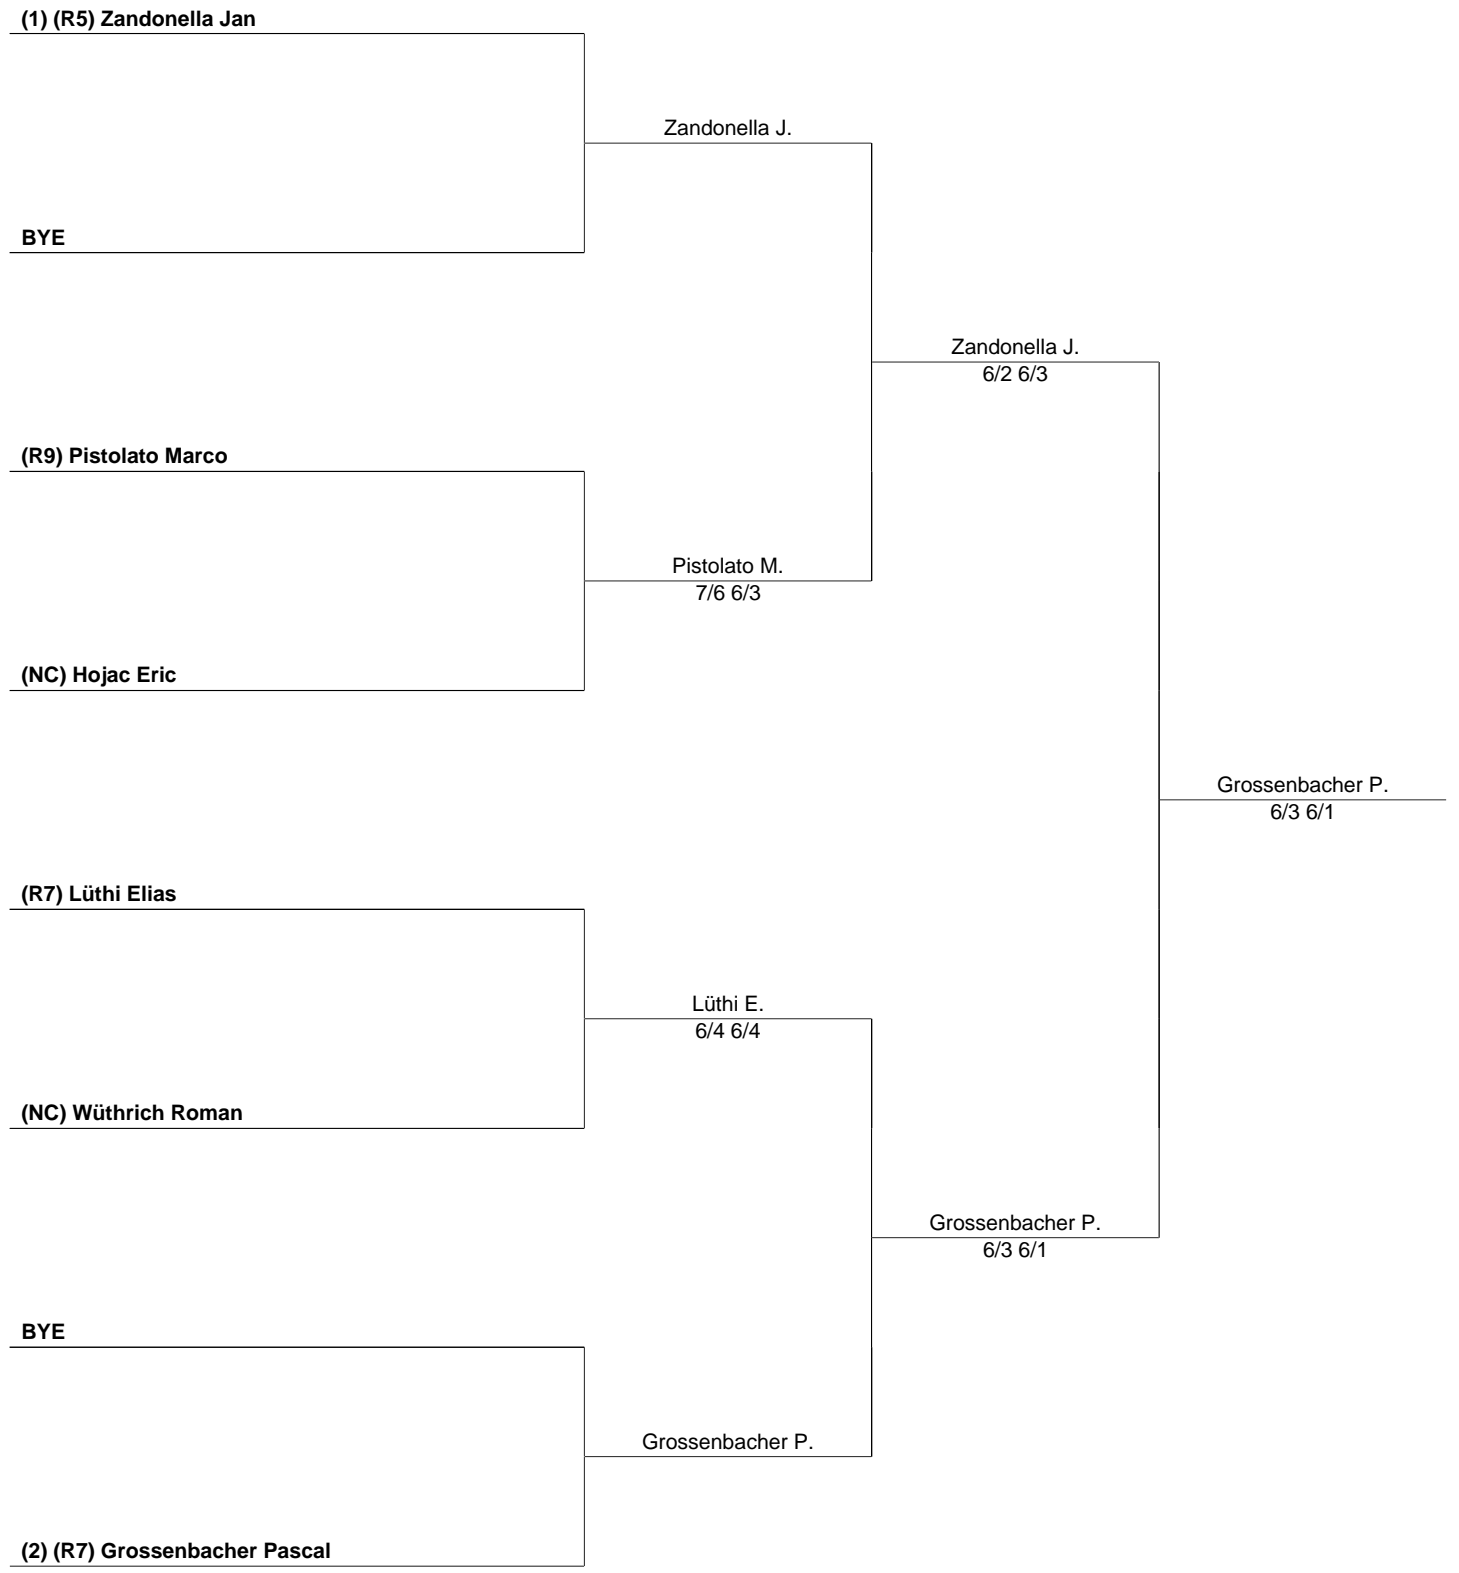 (1) (R5) Zandonella Jan
Zandonella J.
BYE
Zandonella J.
6/2 6/3
(R9) Pistolato Marco
Pistolato M.
7/6 6/3
(NC) Hojac Eric
Grossenbacher P.
6/3 6/1
(R7) Lüthi Elias
Lüthi E.
6/4 6/4
(NC) Wüthrich Roman
Grossenbacher P.
6/3 6/1
BYE
Grossenbacher P.
(2) (R7) Grossenbacher Pascal